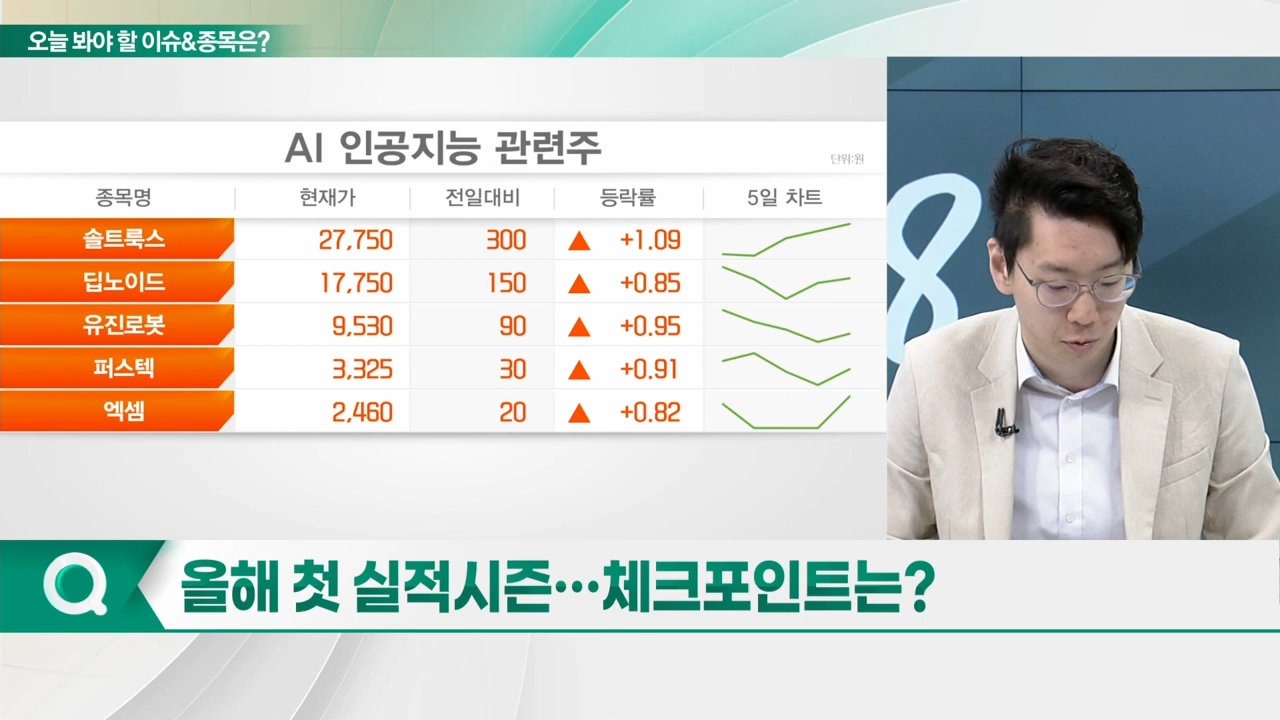 오늘 봐야 할 이슈&종목은?
AI 인공지능 관련주
단위:원
종목명 현재가 전일대비 등락률 5일 차트
솔트룩스 27,750 300 ▲ +1.09
딥노이드 17,750 150 ▲ +0.85
유진로봇 9,530 90 ▲ +0.95
퍼스텍 3,325 30 ▲ +0.91
엑셈 2,460 20 ▲ +0.82
8
Q 올해 첫 실적시즌…체크포인트는?